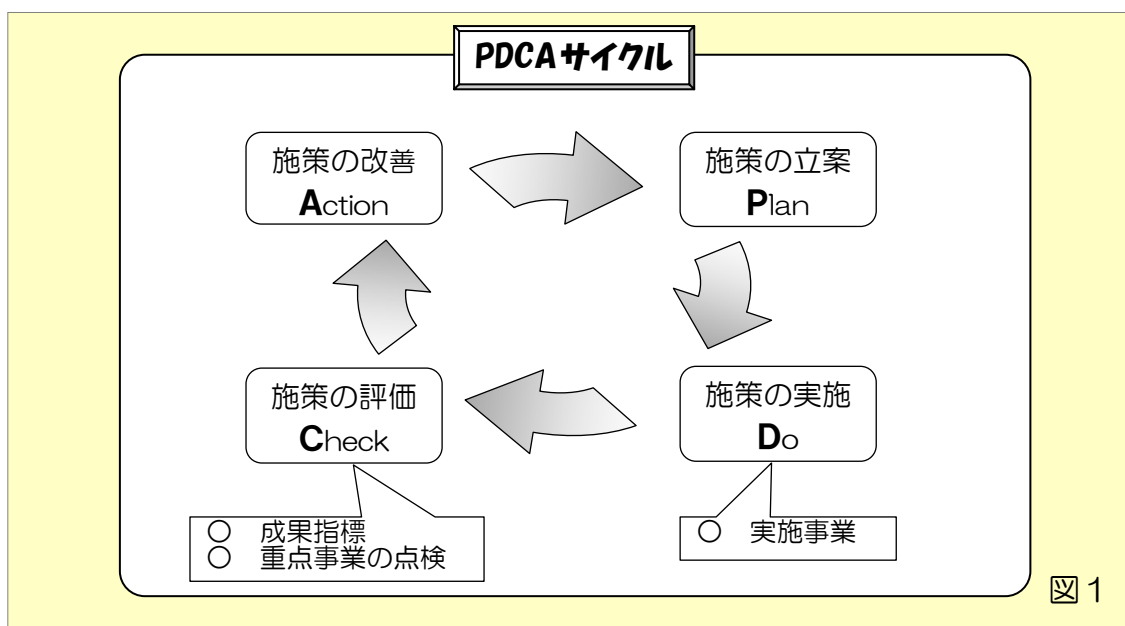 PDCAサイクル
施策の改善
Action
施策の立案
Plan
施策の評価
Check
施策の実施
Do
○ 成果指標
○ 重点事業の点検
○ 実施事業
図1